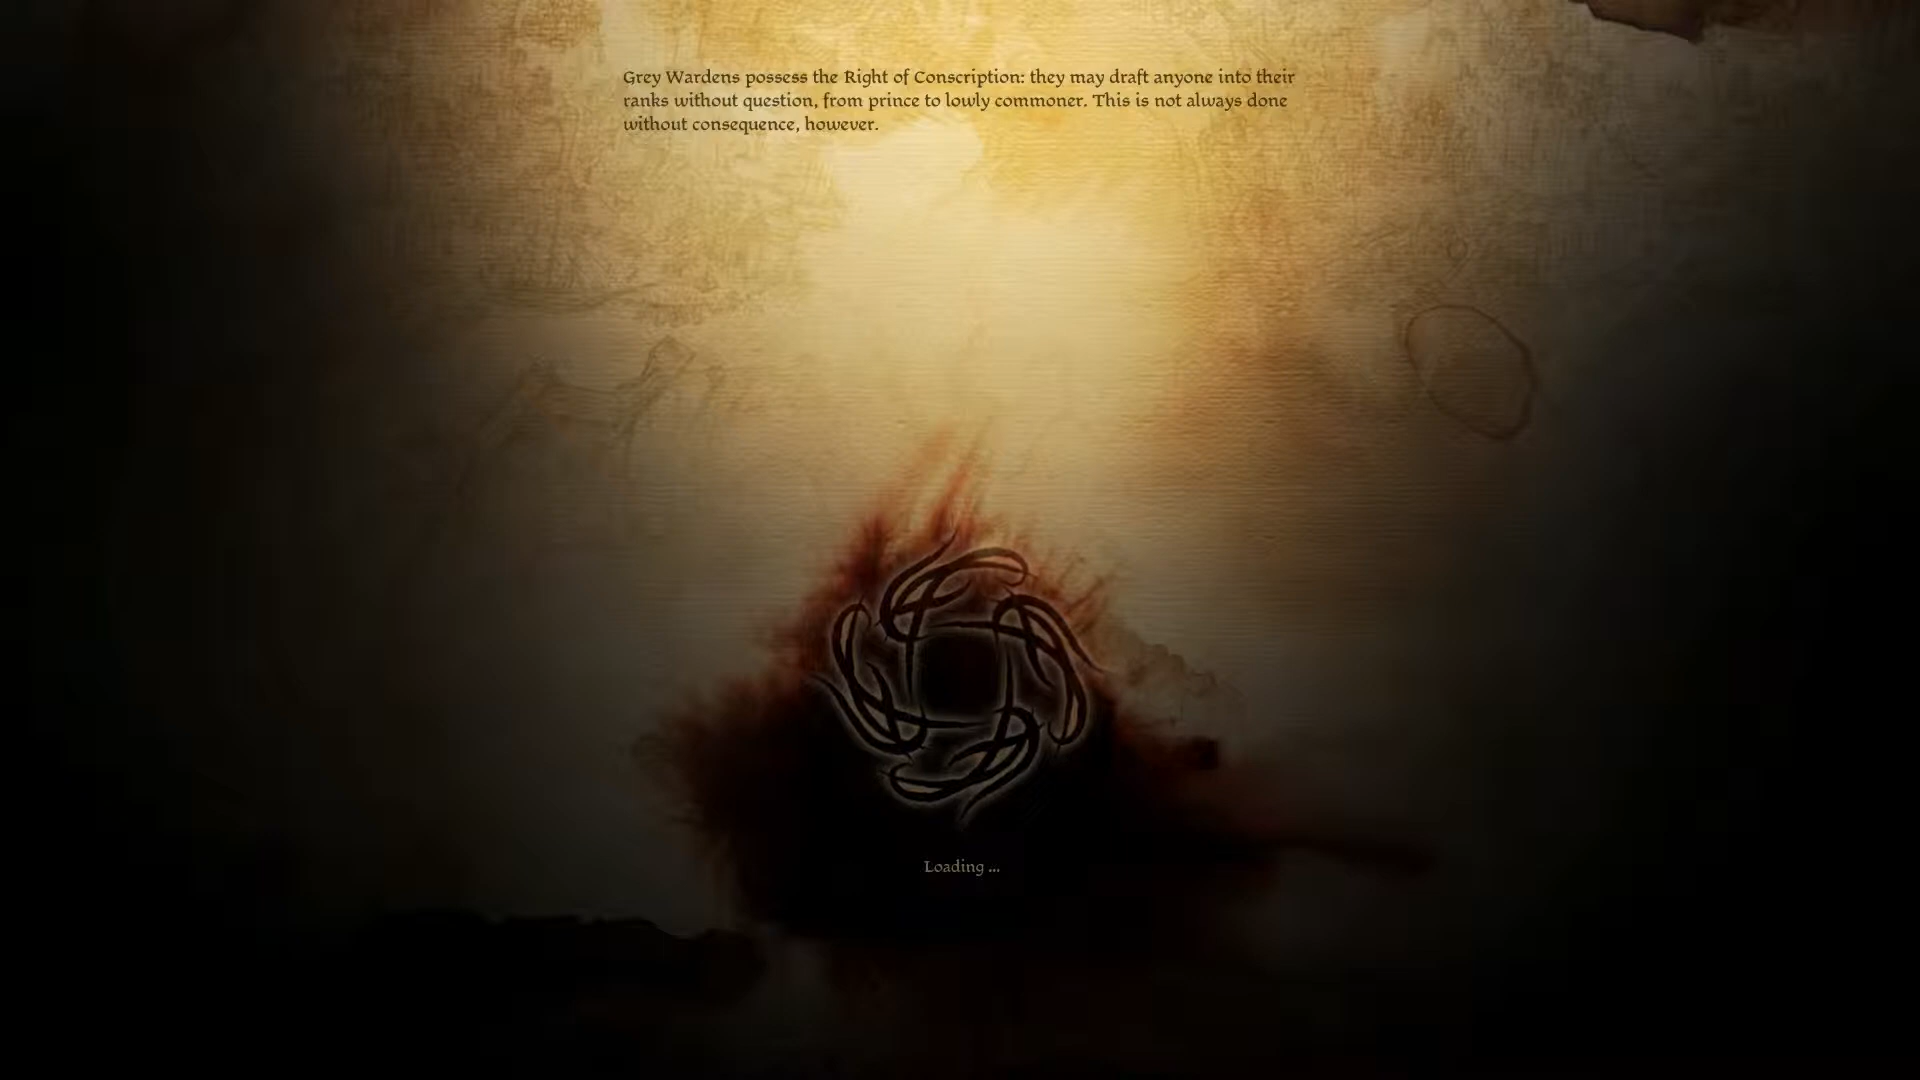 Grey Wardens possess the Right of Conscription: they may draft anyone into their
ranks without question, from prince to lowly commoner. This is not always done
without consequence, however.
Loading ...